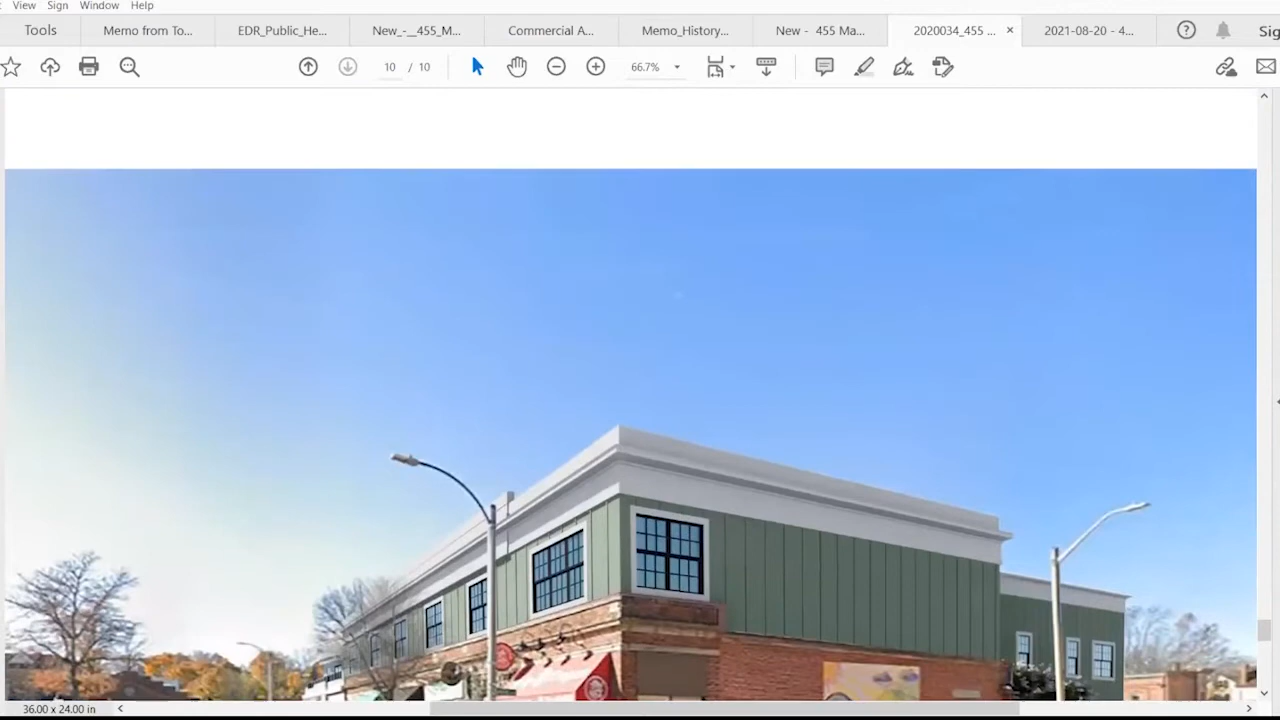 View Sign Window Help
Tools Memo from To... EDR_Public_He... New_-__455_M... Commercial A... Memo_History... New - 455 Ma... 2020034_455 ... × 2021-08-20 - 4... Sig
10 / 10 66.7%
36.00 x 24.00 in